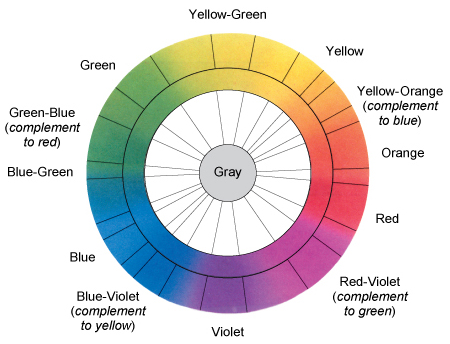 Yellow-Green
Yellow
Green
Yellow-Orange
(complement
to blue)
Green-Blue
(complement
to red)
Orange
Blue-Green
Gray
Red
Blue
Red-Violet
(complement
to green)
Blue-Violet
(complement
to yellow)
Violet